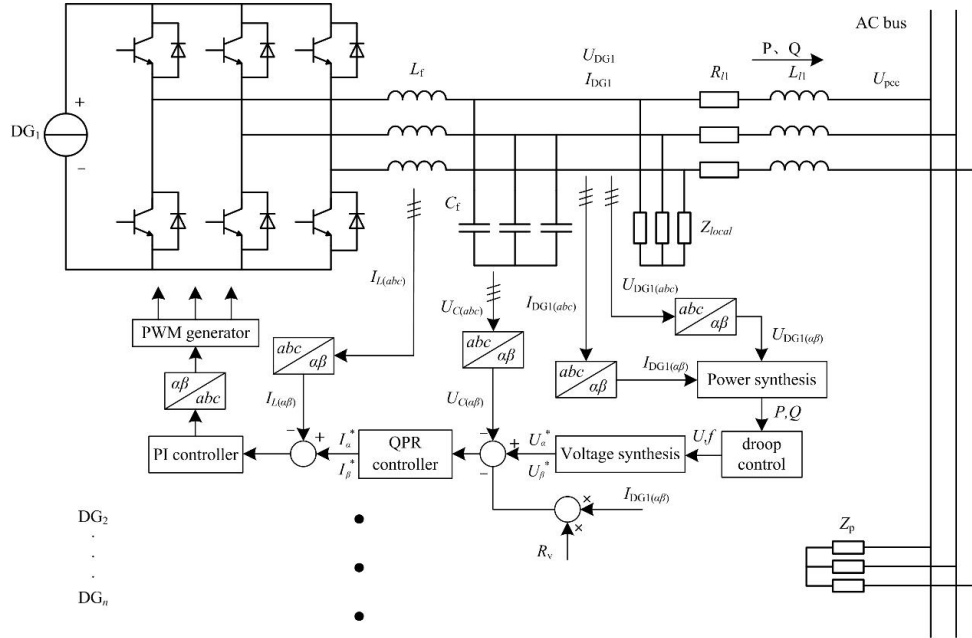 AC bus
U_DG1
P、Q
L_f
I_DG1
R_l1
L_l1
U_pcc
+
DG_1
−
C_f
Z_local
I_L(abc)
U_DG1(abc)
U_C(abc)
I_DG1(abc)
PWM generator
abc
αβ
abc
αβ
abc
αβ
U_DG1(αβ)
abc
αβ
I_DG1(αβ)
Power synthesis
αβ
abc
I_L(αβ)
U_C(αβ)
P,Q
−
+
I_α^*
I_β^*
QPR
controller
−
−
+
U_α^*
U_β^*
Voltage synthesis
U,f
droop
control
PI controller
I_DG1(αβ)
×
×
R_v
DG_2
.
.
.
DG_n
Z_p